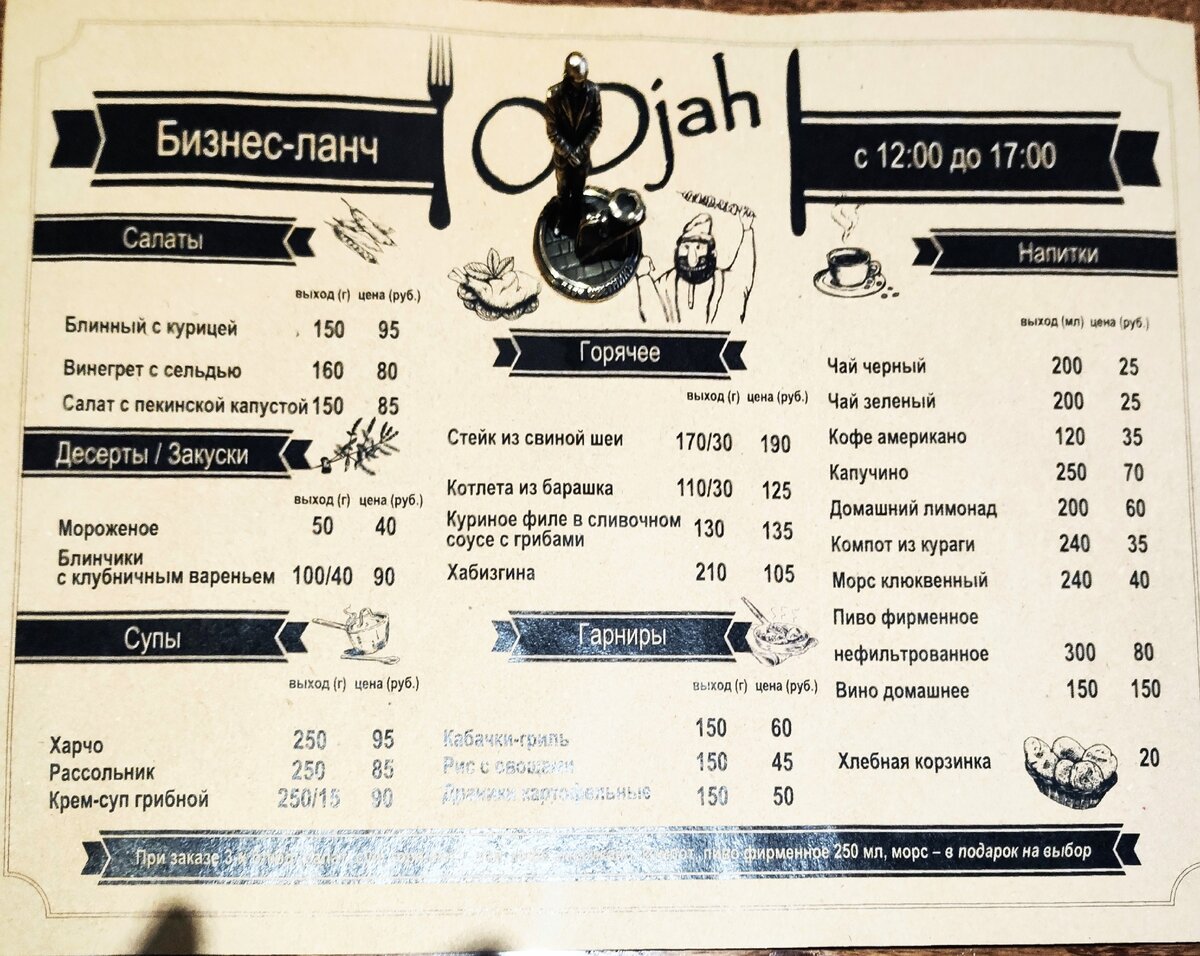 Бизнес-ланч
Djah
с 12:00 до 17:00
Салаты
выход (г) цена (руб.)
Блинный с курицей 150 95
Винегрет с сельдью 160 80
Салат с пекинской капустой 150 85
Десерты / Закуски
выход (г) цена (руб.)
Мороженое 50 40
Блинчики
с клубничным вареньем 100/40 90
Супы
выход (г) цена (руб.)
Харчо 250 95
Рассольник 250 85
Крем-суп грибной 250/15 90
Горячее
выход (г) цена (руб.)
Стейк из свиной шеи 170/30 190
Котлета из барашка 110/30 125
Куриное филе в сливочном
соусе с грибами 130 135
Хабизгина 210 105
Гарниры
выход (г) цена (руб.)
Кабачки-гриль 150 60
Рис с овощами 150 45
Драники картофельные 150 50
Напитки
выход (мл) цена (руб.)
Чай черный 200 25
Чай зеленый 200 25
Кофе американо 120 35
Капучино 250 70
Домашний лимонад 200 60
Компот из кураги 240 35
Морс клюквенный 240 40
Пиво фирменное
нефильтрованное 300 80
Вино домашнее 150 150
Хлебная корзинка 20
При заказе 3-х пиво фирменное 250 мл, морс – в подарок на выбор